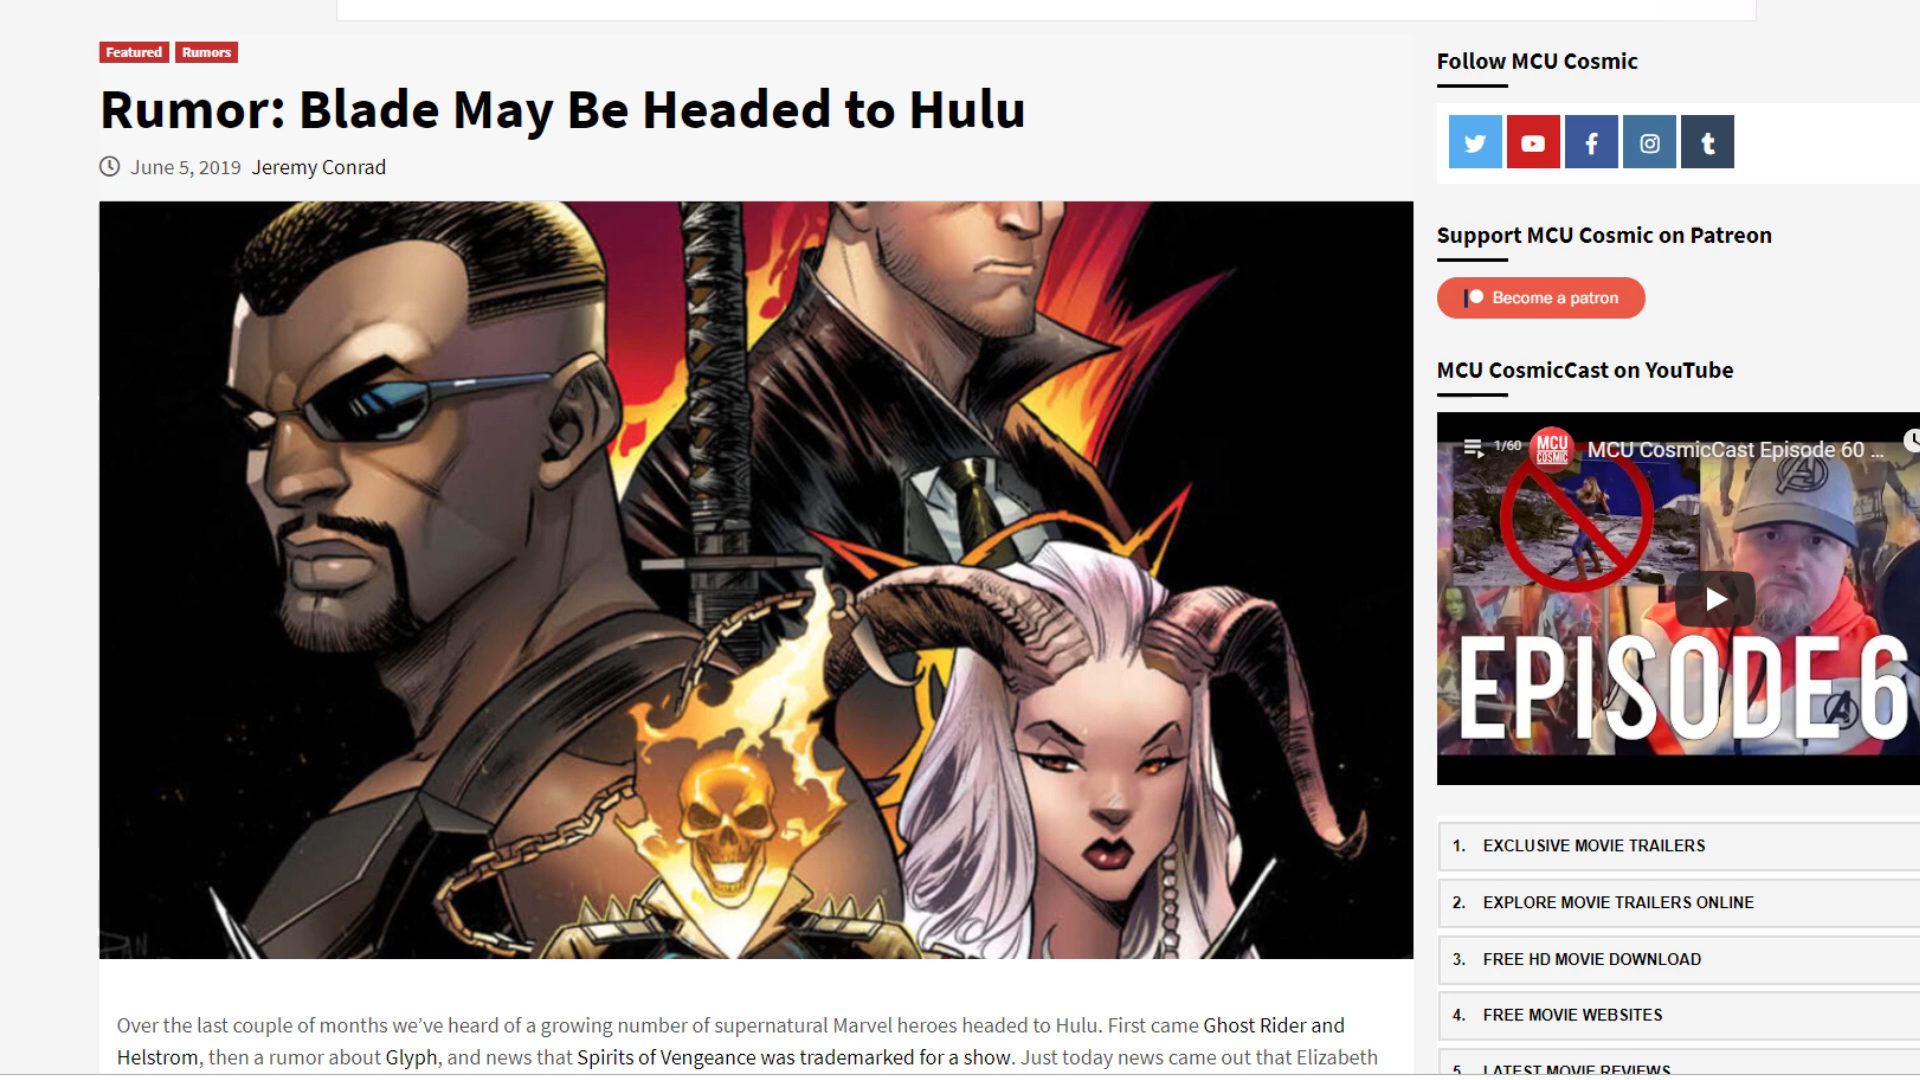 Featured Rumors
Rumor: Blade May Be Headed to Hulu
June 5, 2019 Jeremy Conrad
Over the last couple of months we’ve heard of a growing number of supernatural Marvel heroes headed to Hulu. First came Ghost Rider and
Helstrom, then a rumor about Glyph, and news that Spirits of Vengeance was trademarked for a show. Just today news came out that Elizabeth
Follow MCU Cosmic
Support MCU Cosmic on Patreon
Become a patron
MCU CosmicCast on YouTube
1/60 MCU COSMIC MCU CosmicCast Episode 60 ...
EPISODE 6
1. EXCLUSIVE MOVIE TRAILERS
2. EXPLORE MOVIE TRAILERS ONLINE
3. FREE HD MOVIE DOWNLOAD
4. FREE MOVIE WEBSITES
5. LATEST MOVIE REVIEWS